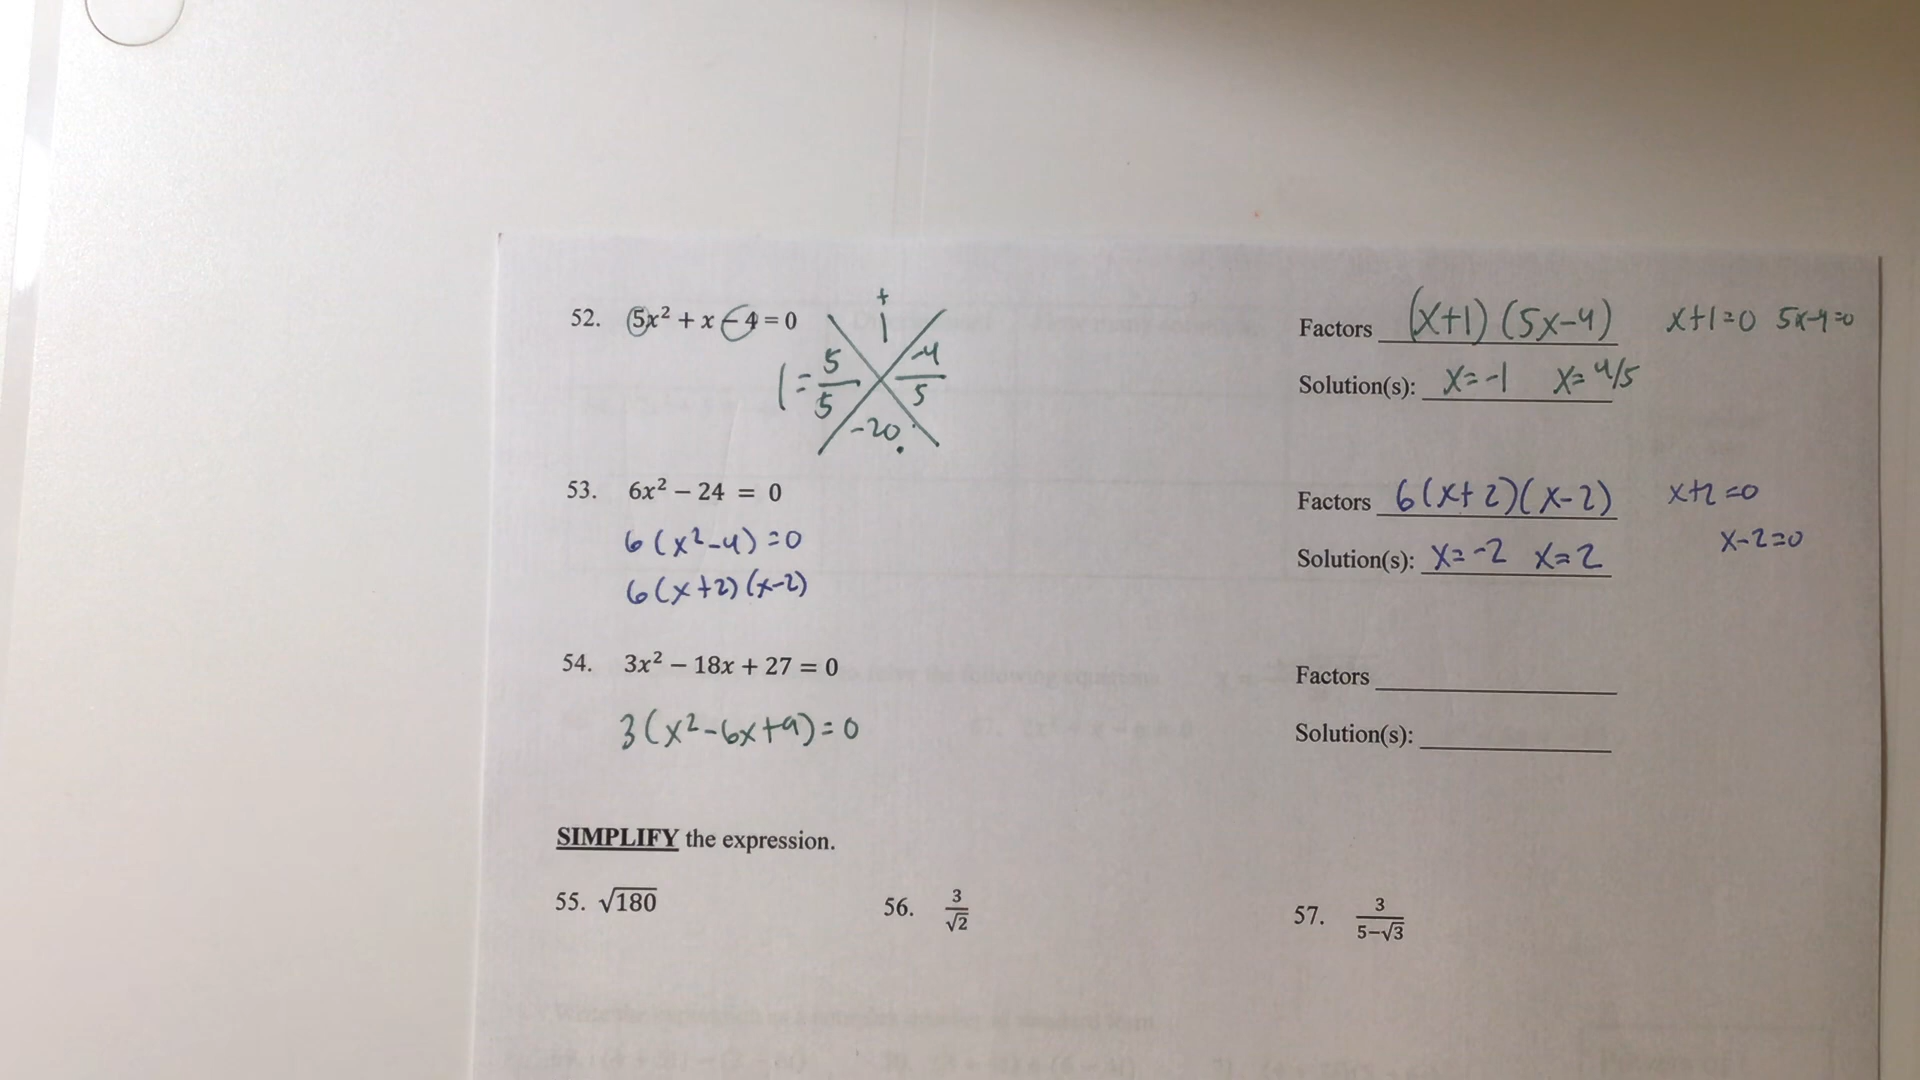 52. 5x² + x − 4 = 0
+
1
1 = 5/5
-4/5
-20
Factors (x+1)(5x-4) x+1=0 5x-4=0
Solution(s): x=-1 x=4/5
53. 6x² − 24 = 0
6(x²-4)=0
6(x+2)(x-2)
Factors 6(x+2)(x-2) x+2=0
x-2=0
Solution(s): x=-2 x=2
54. 3x² − 18x + 27 = 0
3(x²-6x+9)=0
Factors
Solution(s):
SIMPLIFY the expression.
55. √180 56. 3/√2 57. 3/(5−√3)